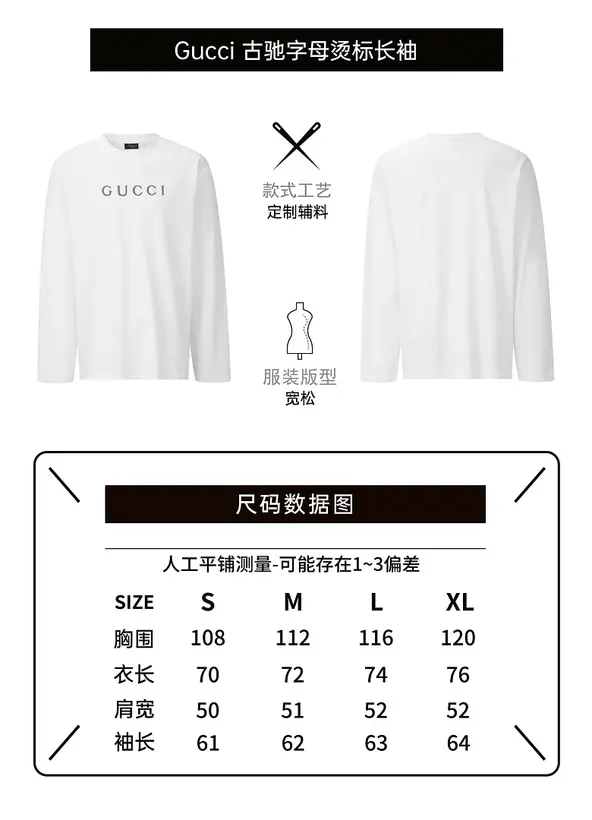 Gucci 古驰字母烫标长袖
GUCCI
款式工艺
定制辅料
服装版型
宽松
尺码数据图
人工平铺测量-可能存在1~3偏差
SIZE S M L XL
胸围 108 112 116 120
衣长 70 72 74 76
肩宽 50 51 52 52
袖长 61 62 63 64